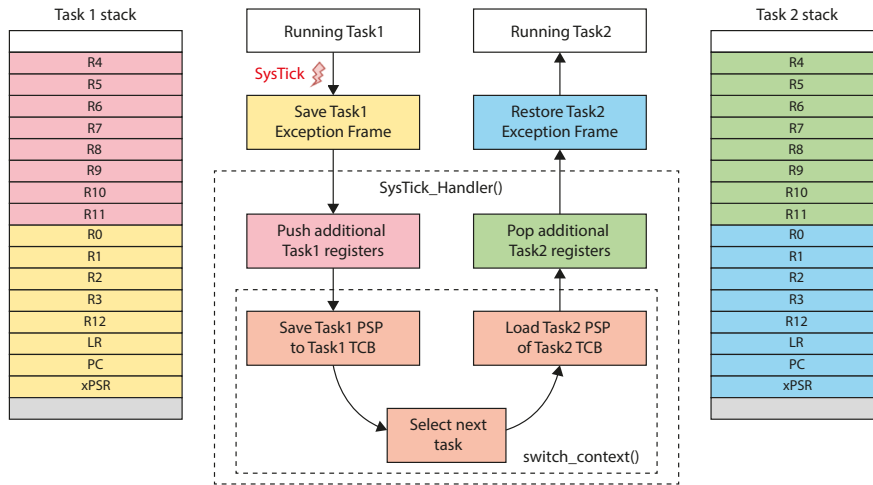 Task 1 stack
R4
R5
R6
R7
R8
R9
R10
R11
R0
R1
R2
R3
R12
LR
PC
xPSR
Running Task1
SysTick
Save Task1
Exception Frame
Push additional
Task1 registers
Save Task1 PSP
to Task1 TCB
Select next
task
Running Task2
Restore Task2
Exception Frame
SysTick_Handler()
Pop additional
Task2 registers
Load Task2 PSP
of Task2 TCB
switch_context()
Task 2 stack
R4
R5
R6
R7
R8
R9
R10
R11
R0
R1
R2
R3
R12
LR
PC
xPSR